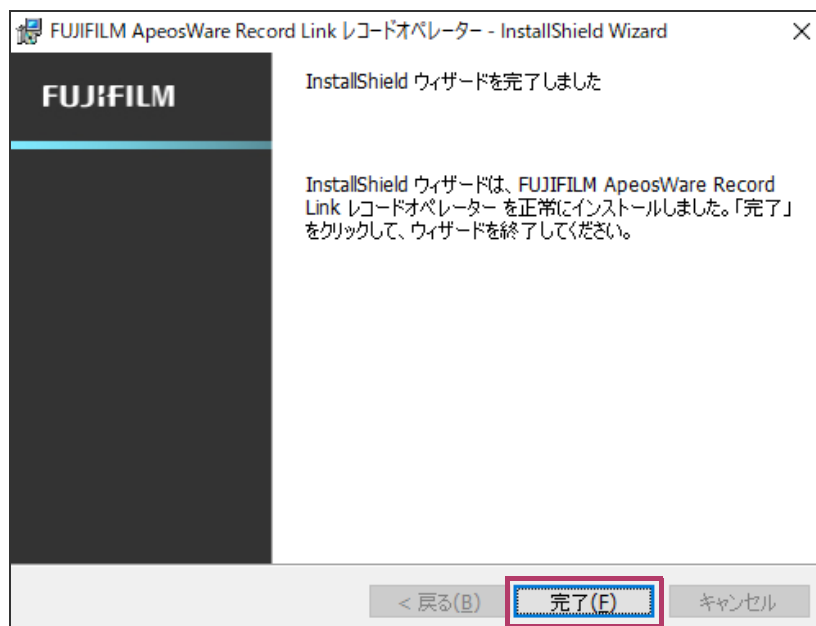 FUJIFILM ApeosWare Record Link レコードオペレーター - InstallShield Wizard
FUJIFILM
InstallShield ウィザードを完了しました
InstallShield ウィザードは、FUJIFILM ApeosWare Record
Link レコードオペレーター を正常にインストールしました。「完了」
をクリックして、ウィザードを終了してください。
< 戻る(B)
完了(F)
キャンセル